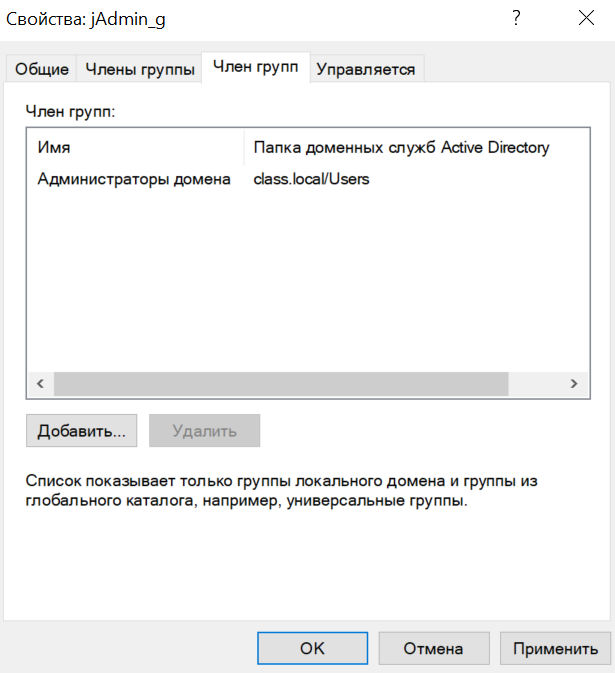 Свойства: jAdmin_g
?
Общие Члены группы Член групп Управляется
Член групп:
Имя Папка доменных служб Active Directory
Администраторы домена class.local/Users
Добавить... Удалить
Список показывает только группы локального домена и группы из
глобального каталога, например, универсальные группы.
OK Отмена Применить